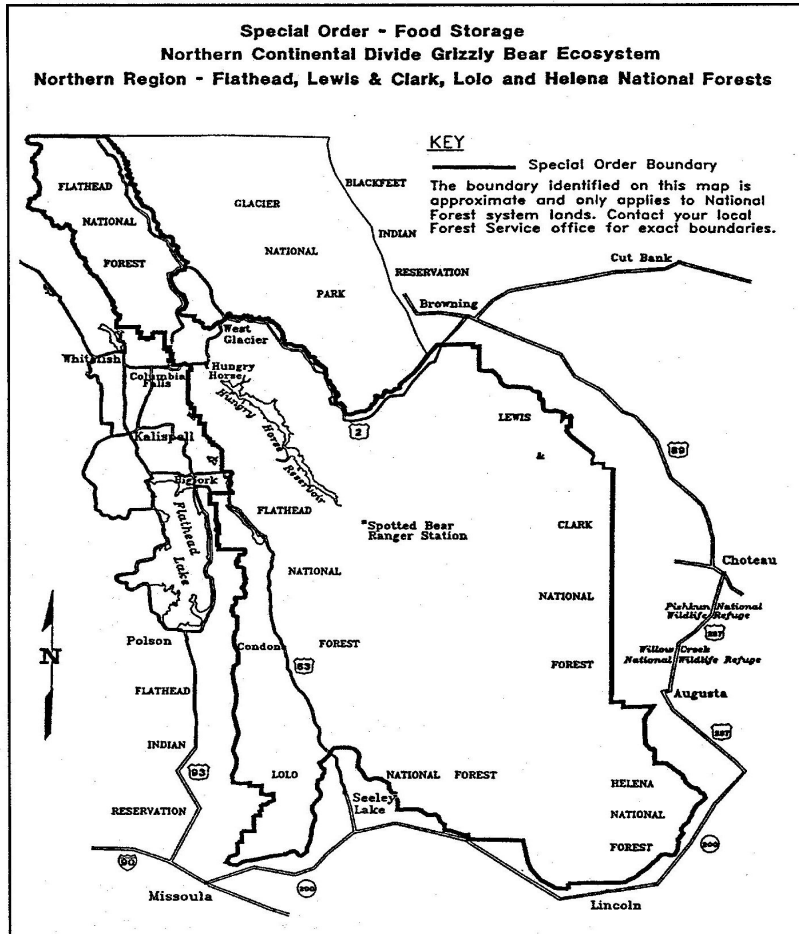 Special Order - Food Storage
Northern Continental Divide Grizzly Bear Ecosystem
Northern Region - Flathead, Lewis & Clark, Lolo and Helena National Forests
KEY
Special Order Boundary
The boundary identified on this map is
approximate and only applies to National
Forest system lands. Contact your local
Forest Service office for exact boundaries.
FLATHEAD
NATIONAL
FOREST
GLACIER
NATIONAL
PARK
BLACKFEET
INDIAN
RESERVATION
Cut Bank
Browning
West
Glacier
Whitefish
Columbia
Falls
Hungry
Horse
Hungry Horse Reservoir
Kalispell
2
LEWIS
&
CLARK
NATIONAL
FOREST
89
Bigfork
Flathead
Lake
FLATHEAD
NATIONAL
FOREST
Spotted Bear
Ranger Station
Choteau
Pishkun National
Wildlife Refuge
287
Willow Creek
National Wildlife Refuge
Augusta
287
N
Polson
Condon
83
FLATHEAD
INDIAN
RESERVATION
93
LOLO
NATIONAL FOREST
Seeley
Lake
HELENA
NATIONAL
FOREST
200
90
200
Missoula
Lincoln